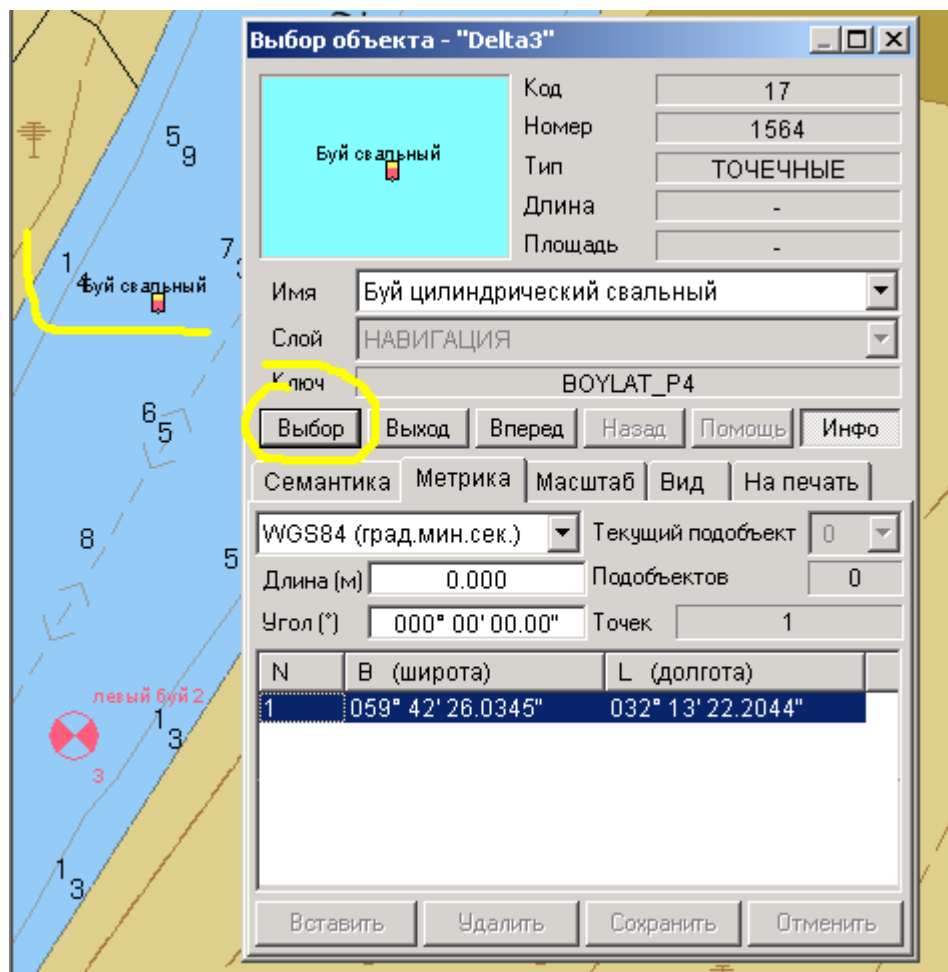 Выбор объекта - "Delta3"
Буй свальный
Код 17
Номер 1564
Тип ТОЧЕЧНЫЕ
Длина -
Площадь -
Имя Буй цилиндрический свальный
Слой НАВИГАЦИЯ
Ключ BOYLAT_P4
Выбор Выход Вперед Назад Помощь Инфо
Семантика Метрика Масштаб Вид На печать
WGS84 (град.мин.сек.) Текущий подобъект 0
Длина (м) 0.000 Подобъектов 0
Угол (°) 000° 00' 00.00" Точек 1
N B (широта) L (долгота)
1 059° 42' 26.0345" 032° 13' 22.2044"
Вставить Удалить Сохранить Отменить
5 9
7
1 4
Буй свальный
6 5
8
5
левый буй 2
1 3
3
1 3